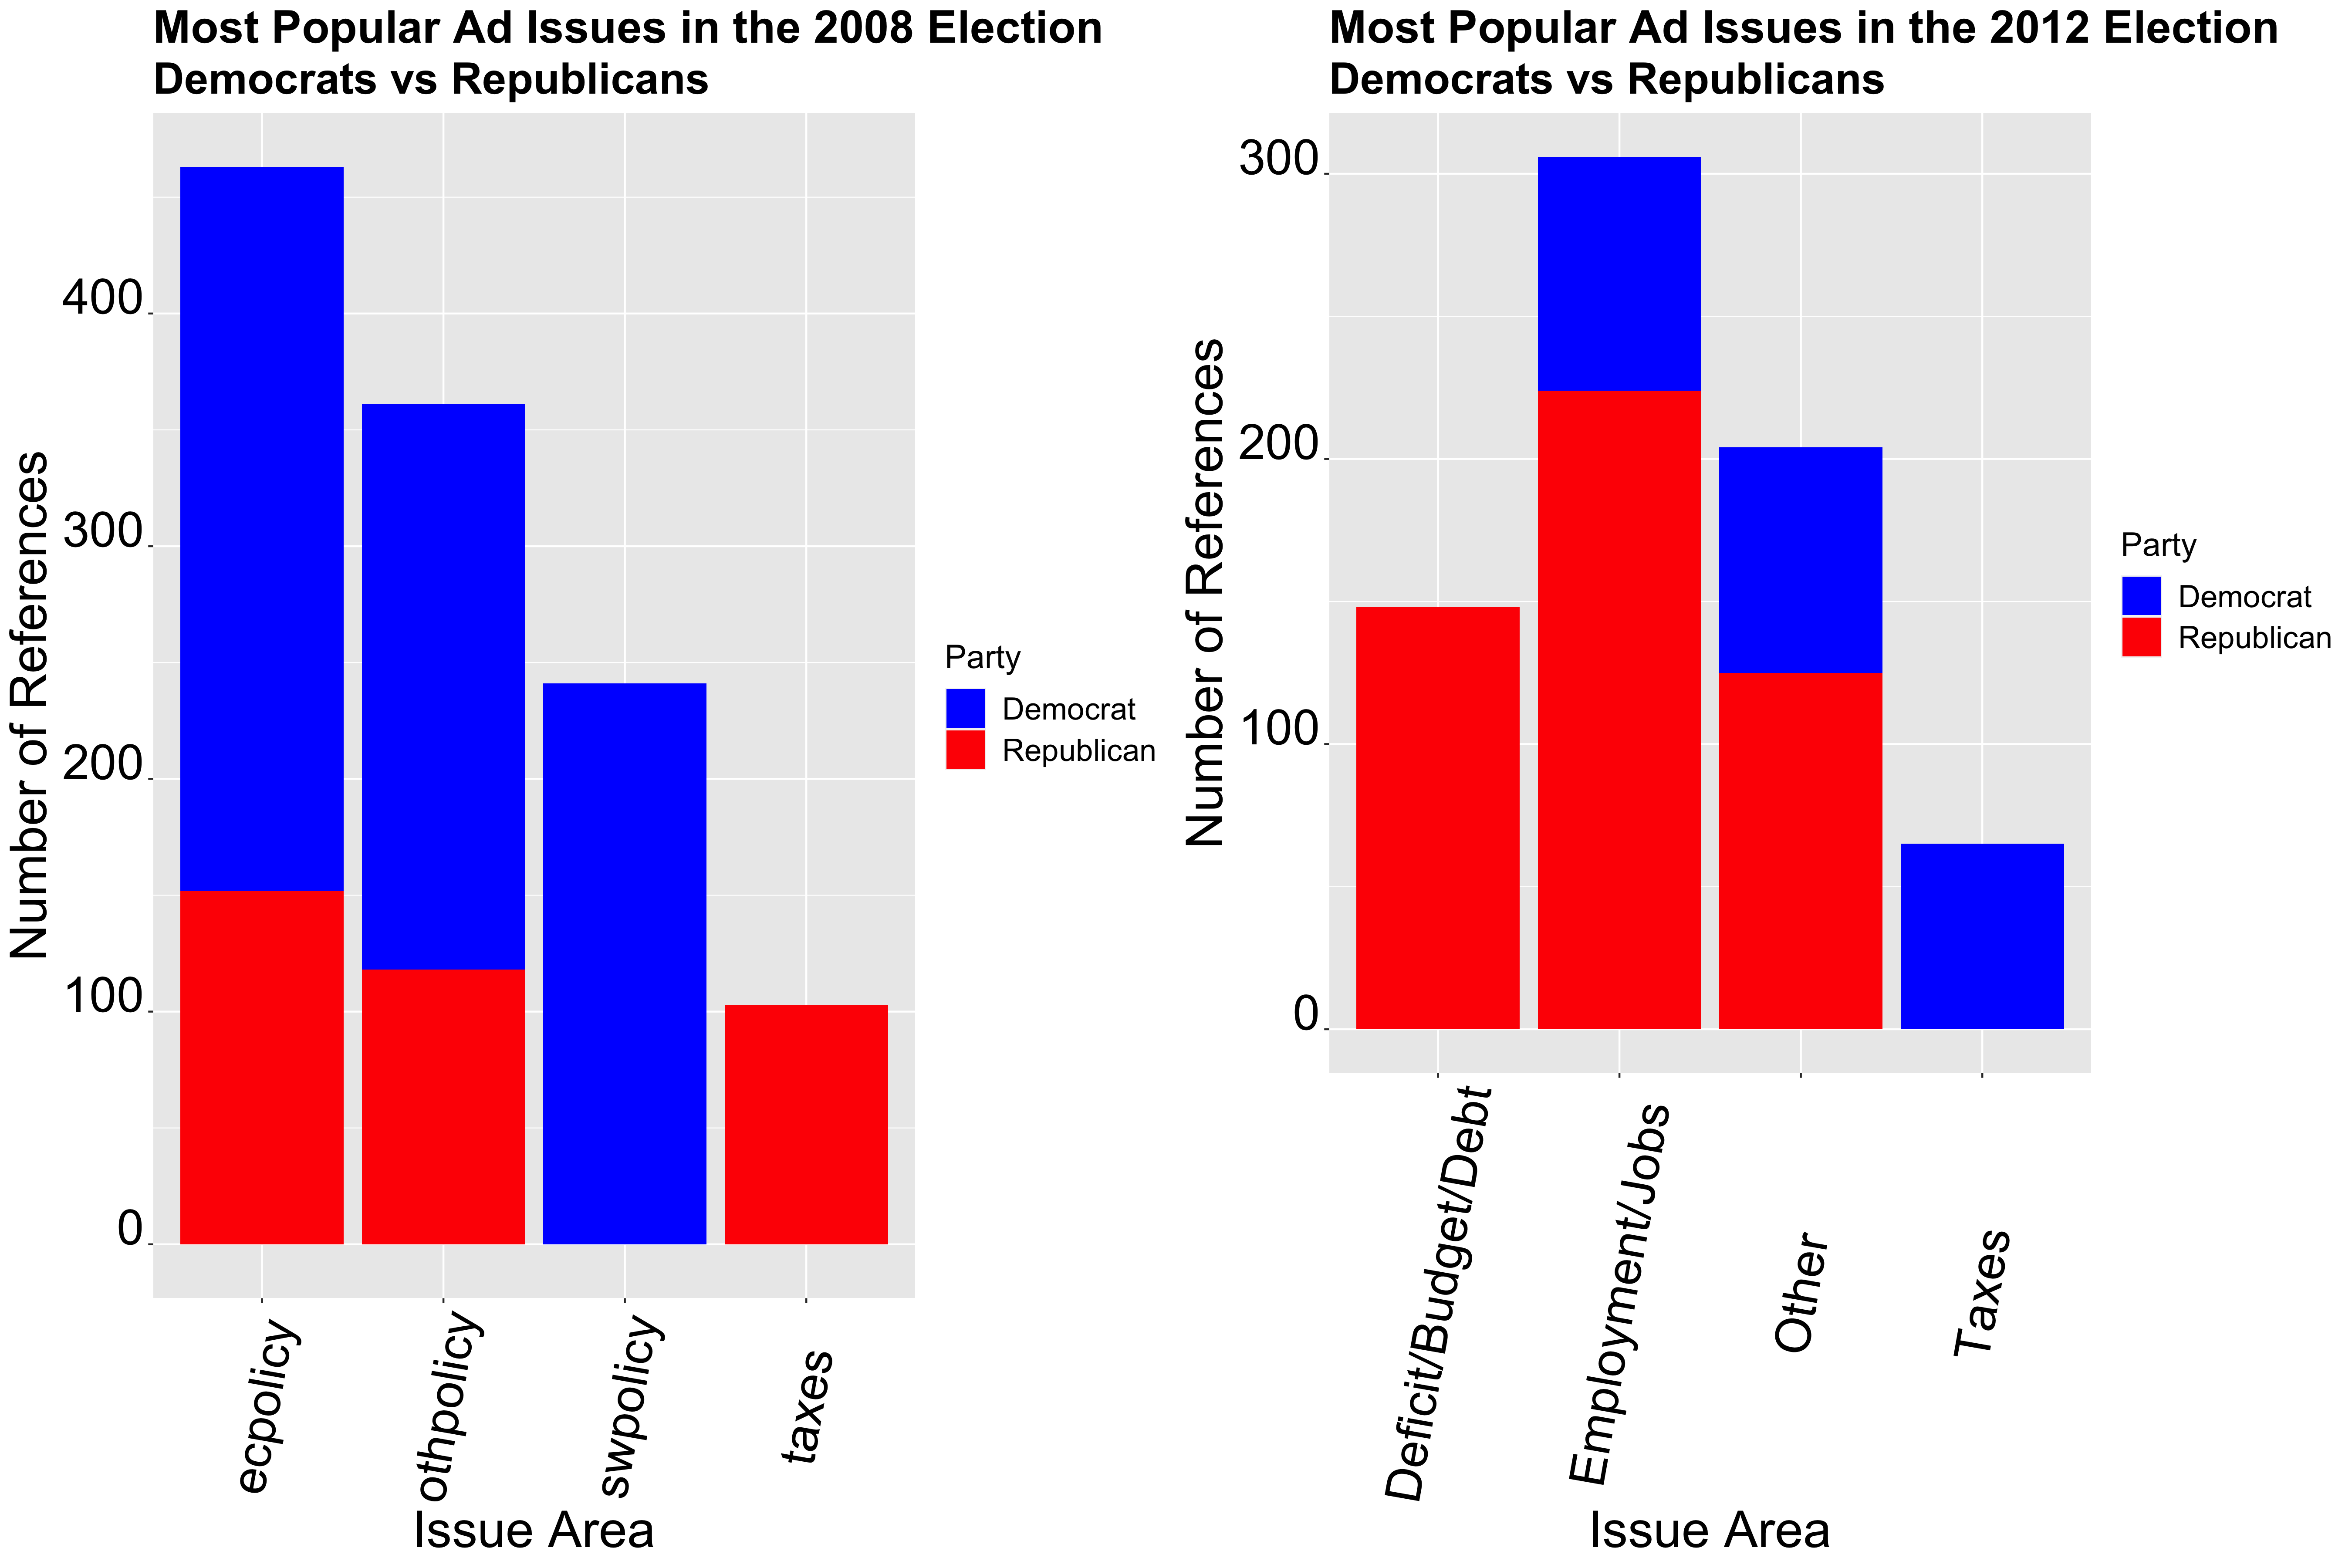 Most Popular Ad Issues in the 2008 Election
Democrats vs Republicans
Number of References
400
300
200
100
0
ecpolicy
othpolicy
swpolicy
taxes
Issue Area
Party
Democrat
Republican
Most Popular Ad Issues in the 2012 Election
Democrats vs Republicans
Number of References
300
200
100
0
Deficit/Budget/Debt
Employment/Jobs
Other
Taxes
Issue Area
Party
Democrat
Republican